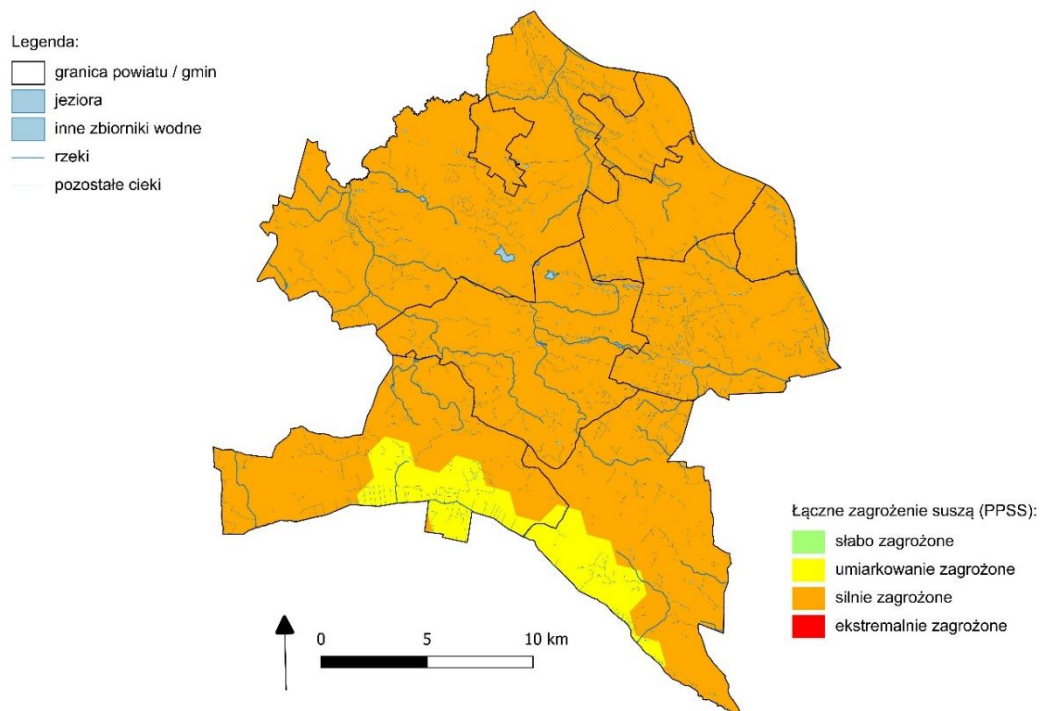 Legenda:
granica powiatu / gmin
jeziora
inne zbiorniki wodne
rzeki
pozostałe cieki
Łączne zagrożenie suszą (PPSS):
słabo zagrożone
umiarkowanie zagrożone
silnie zagrożone
ekstremalnie zagrożone
0 5 10 km